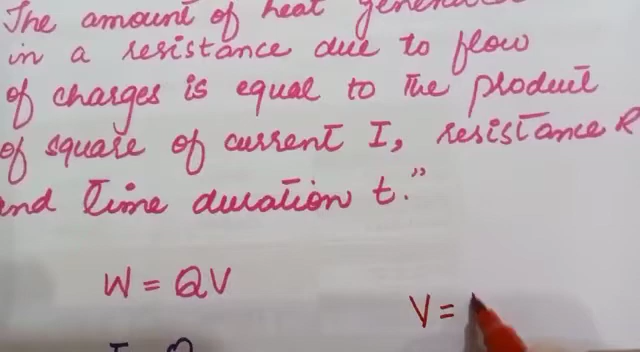 The amount of heat
in a resistance due to flow
of charges is equal to the product
of square of current I, resistance R
and time duration t."
W = QV
V =